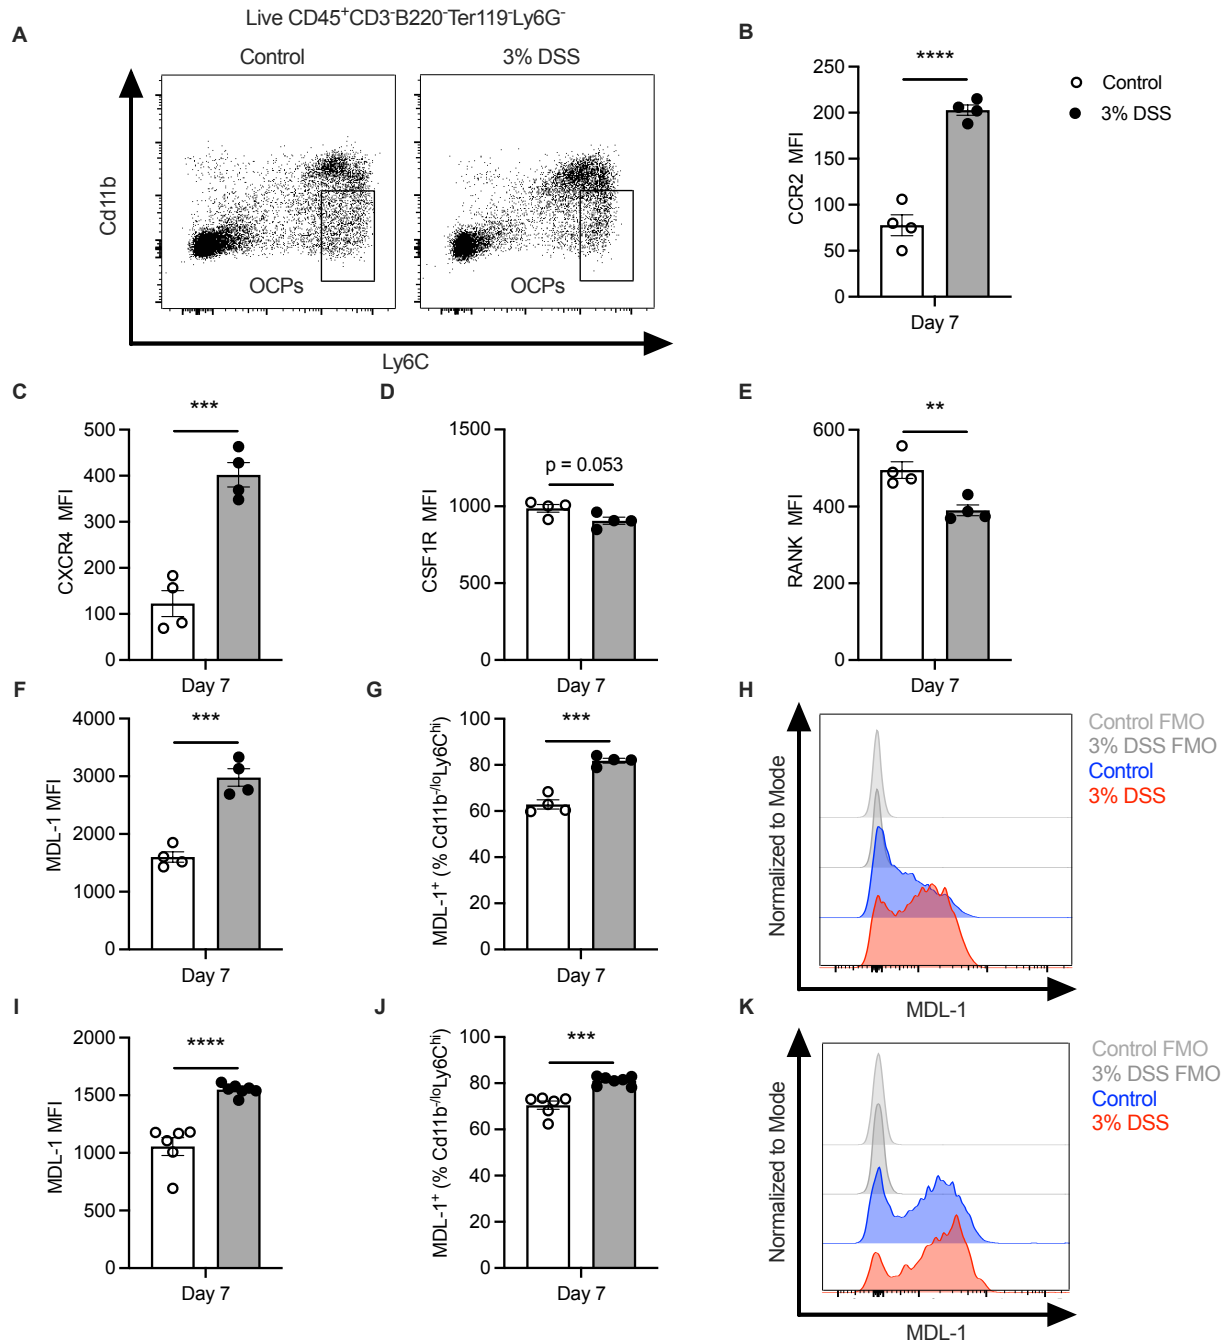 Live CD45⁺CD3⁻B220⁻Ter119⁻Ly6G⁻
A
Control
3% DSS
Cd11b
OCPs
OCPs
Ly6C
B
****
250
200
150
100
50
0
CCR2 MFI
Day 7
Control
3% DSS
C
***
500
400
300
200
100
0
CXCR4 MFI
Day 7
D
1500
1000
500
0
p = 0.053
CSF1R MFI
Day 7
E
**
600
400
200
0
RANK MFI
Day 7
F
***
4000
3000
2000
1000
0
MDL-1 MFI
Day 7
G
***
100
80
60
40
20
0
MDL-1⁺ (% Cd11b⁻/ˡᵒLy6Cʰⁱ)
Day 7
H
Normalized to Mode
MDL-1
Control FMO
3% DSS FMO
Control
3% DSS
I
****
2000
1500
1000
500
0
MDL-1 MFI
Day 7
J
***
100
80
60
40
20
0
MDL-1⁺ (% Cd11b⁻/ˡᵒLy6Cʰⁱ)
Day 7
K
Normalized to Mode
MDL-1
Control FMO
3% DSS FMO
Control
3% DSS